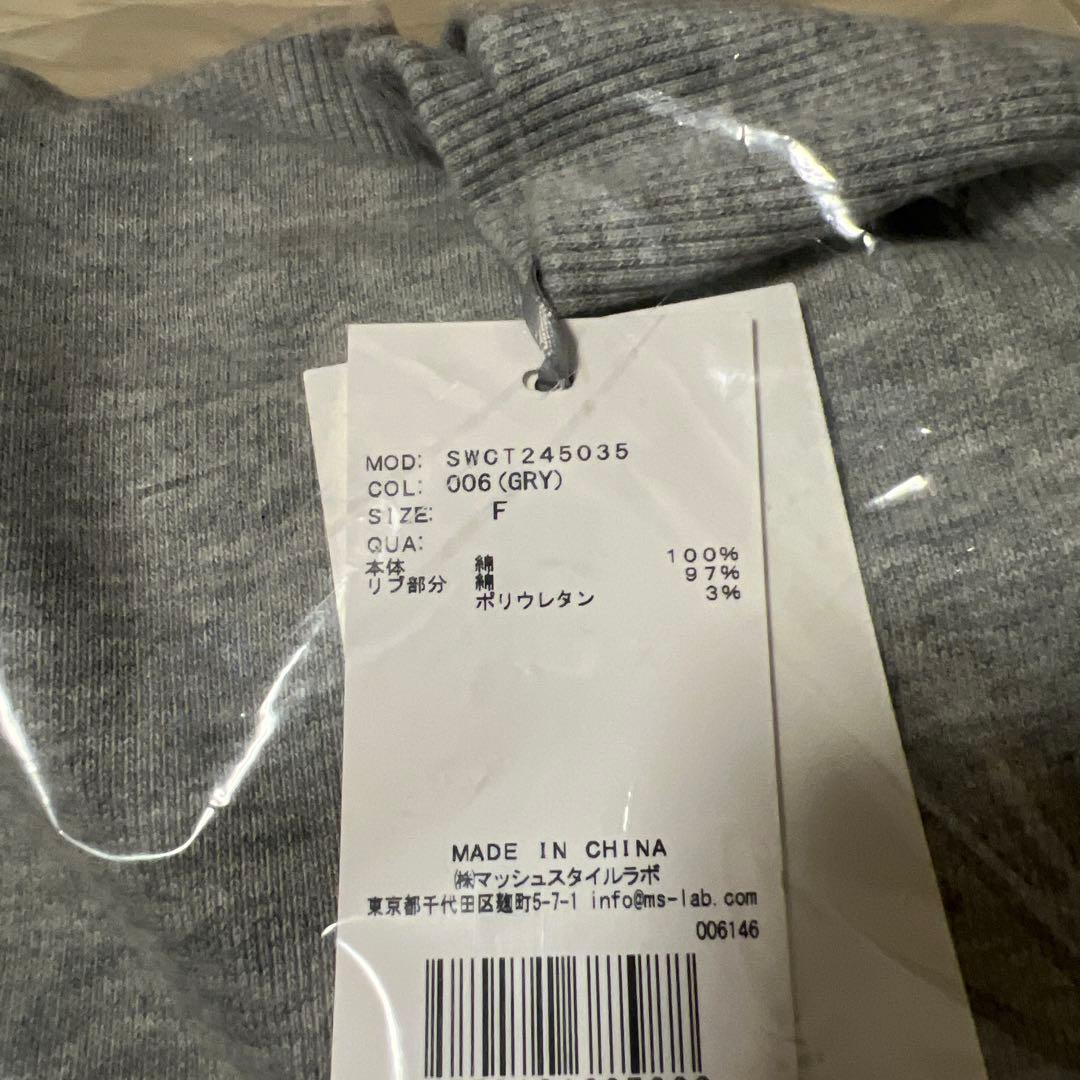 MOD: SWCT245035
COL: 006(GRY)
SIZE: F
QUA:
本体 綿 100%
リブ部分 綿 97%
ポリウレタン 3%
MADE IN CHINA
㈱マッシュスタイルラボ
東京都千代田区麹町5-7-1 info@ms-lab.com
006146